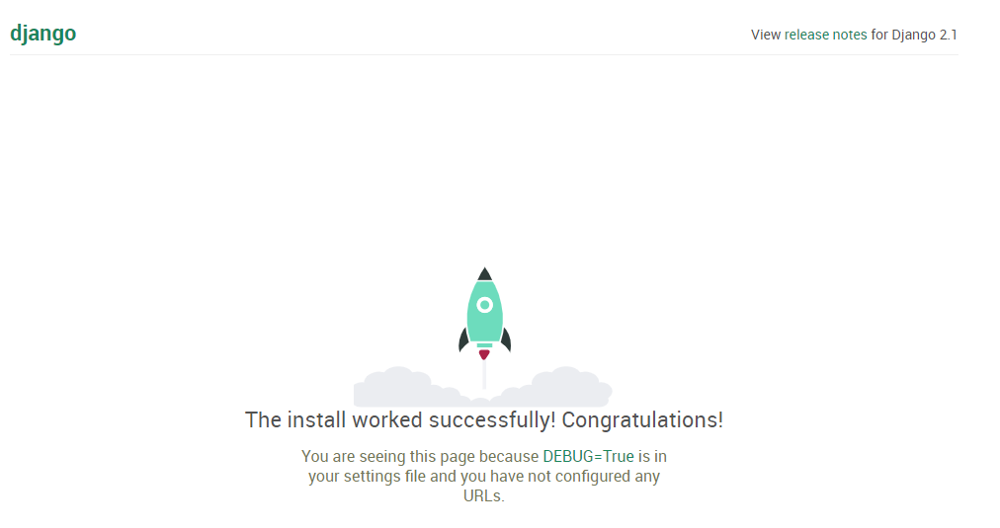 django
View release notes for Django 2.1
The install worked successfully! Congratulations!
You are seeing this page because DEBUG=True is in
your settings file and you have not configured any
URLs.